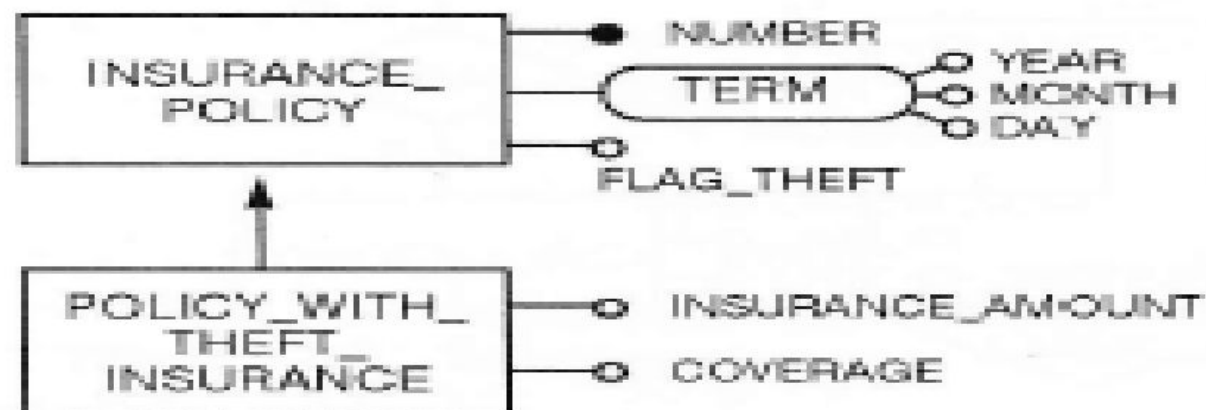 INSURANCE_
POLICY
NUMBER
TERM
YEAR
MONTH
DAY
FLAG_THEFT
POLICY_WITH_
THEFT_
INSURANCE
INSURANCE_AMOUNT
COVERAGE